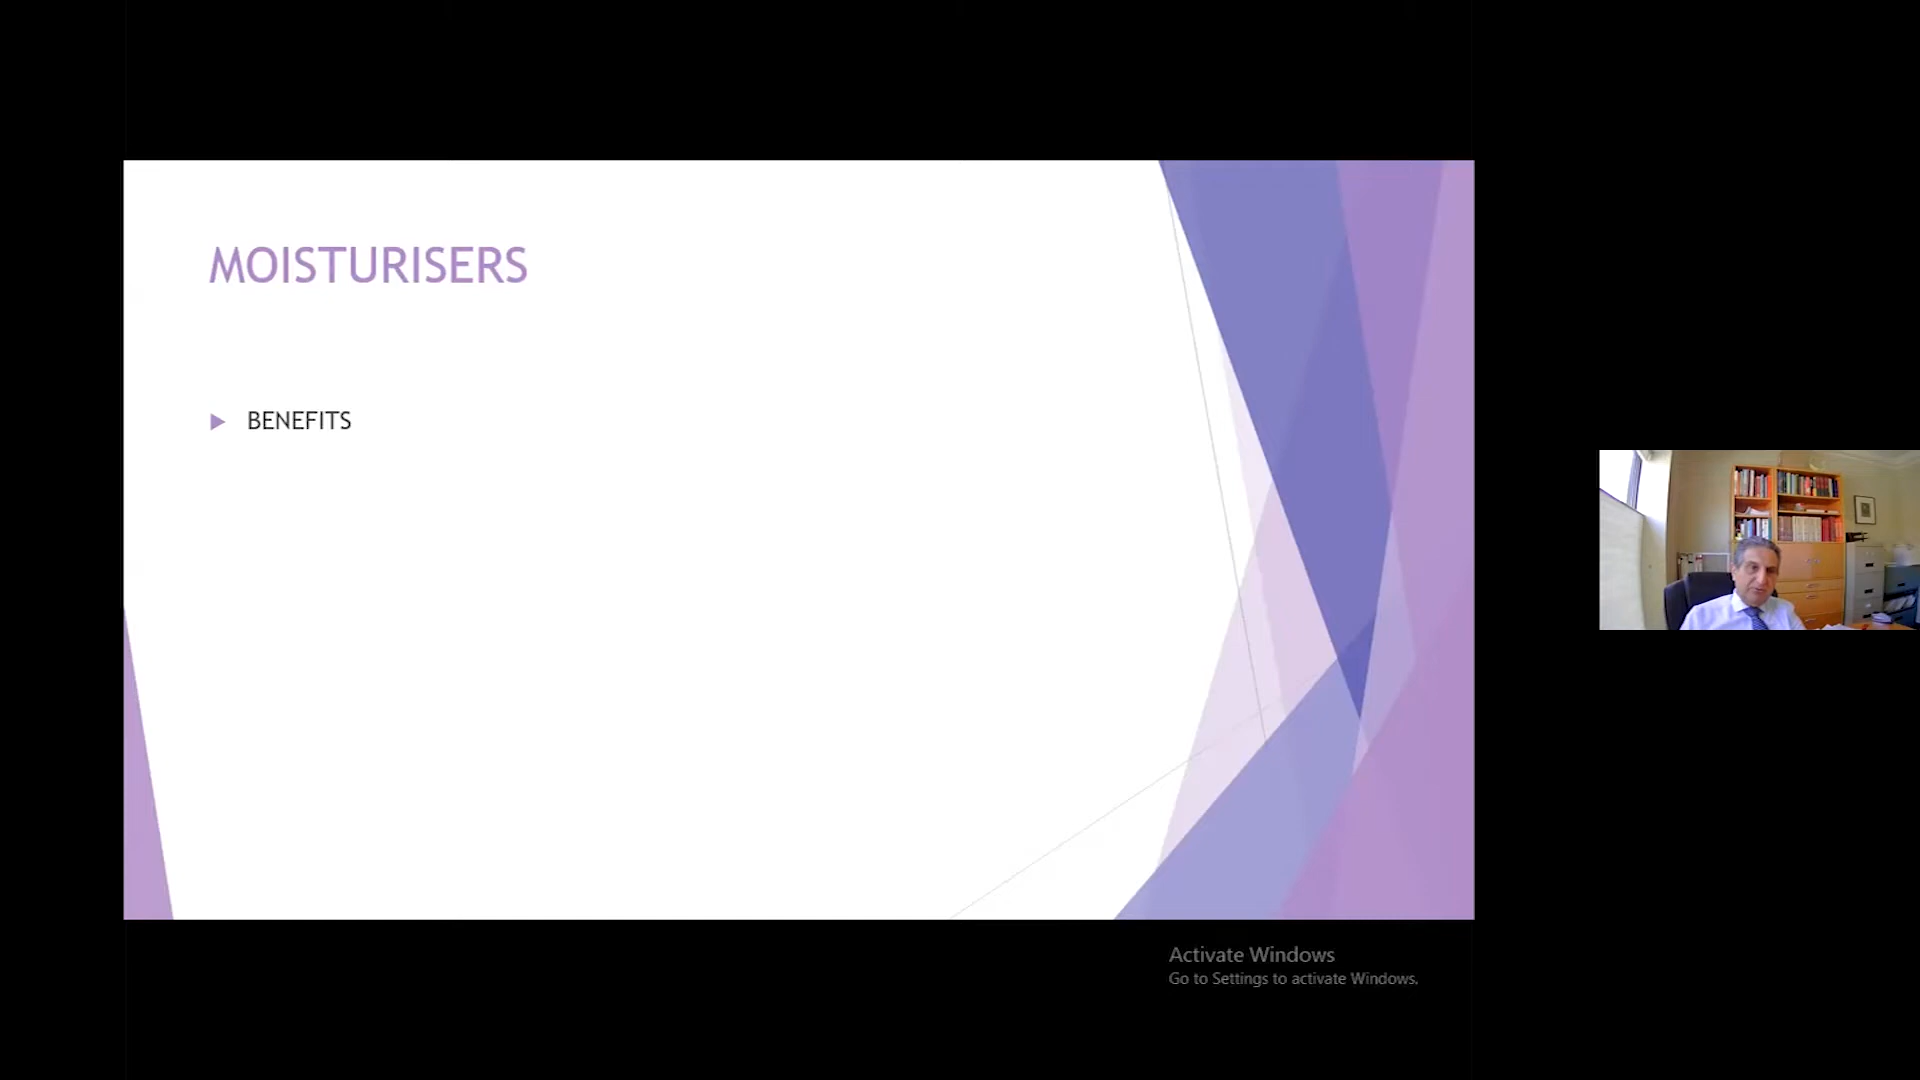 MOISTURISERS
BENEFITS
Activate Windows
Go to Settings to activate Windows.